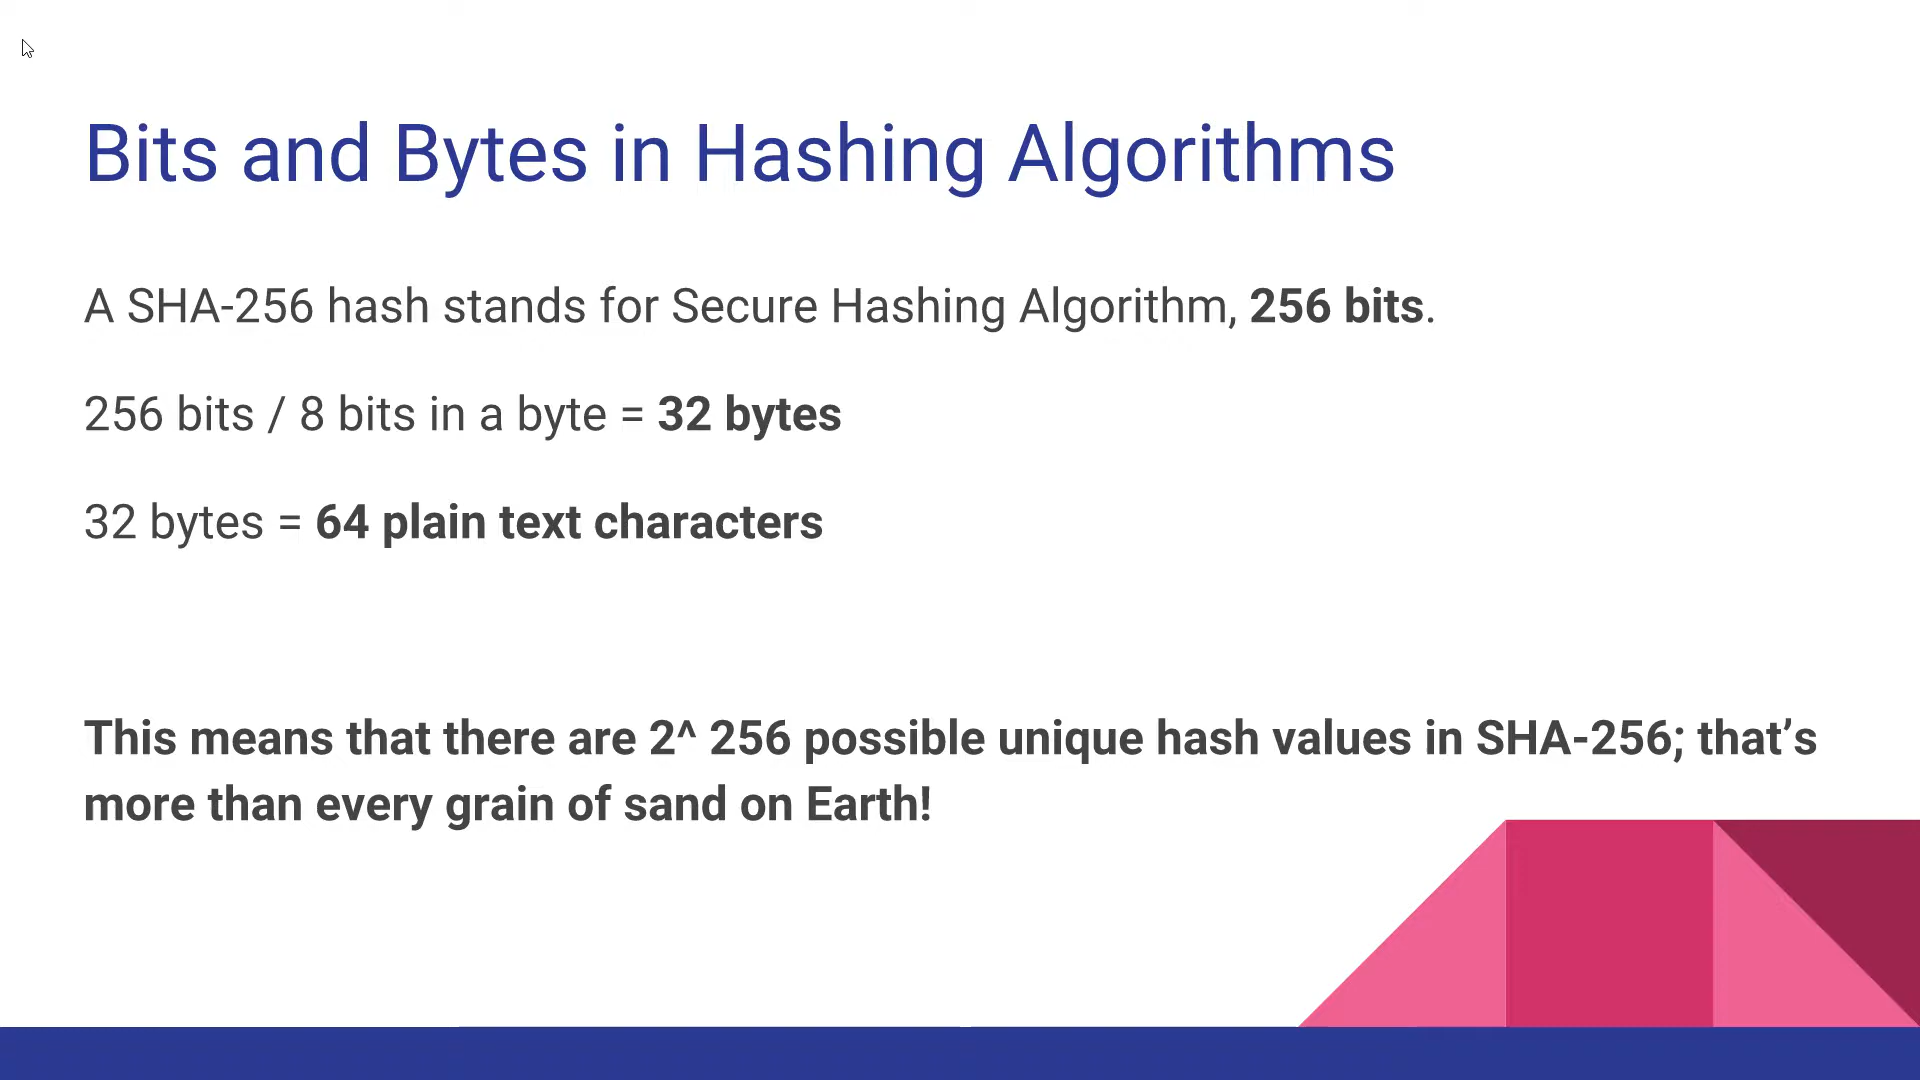 Bits and Bytes in Hashing Algorithms
A SHA-256 hash stands for Secure Hashing Algorithm, 256 bits.
256 bits / 8 bits in a byte = 32 bytes
32 bytes = 64 plain text characters
This means that there are 2^ 256 possible unique hash values in SHA-256; that’s
more than every grain of sand on Earth!